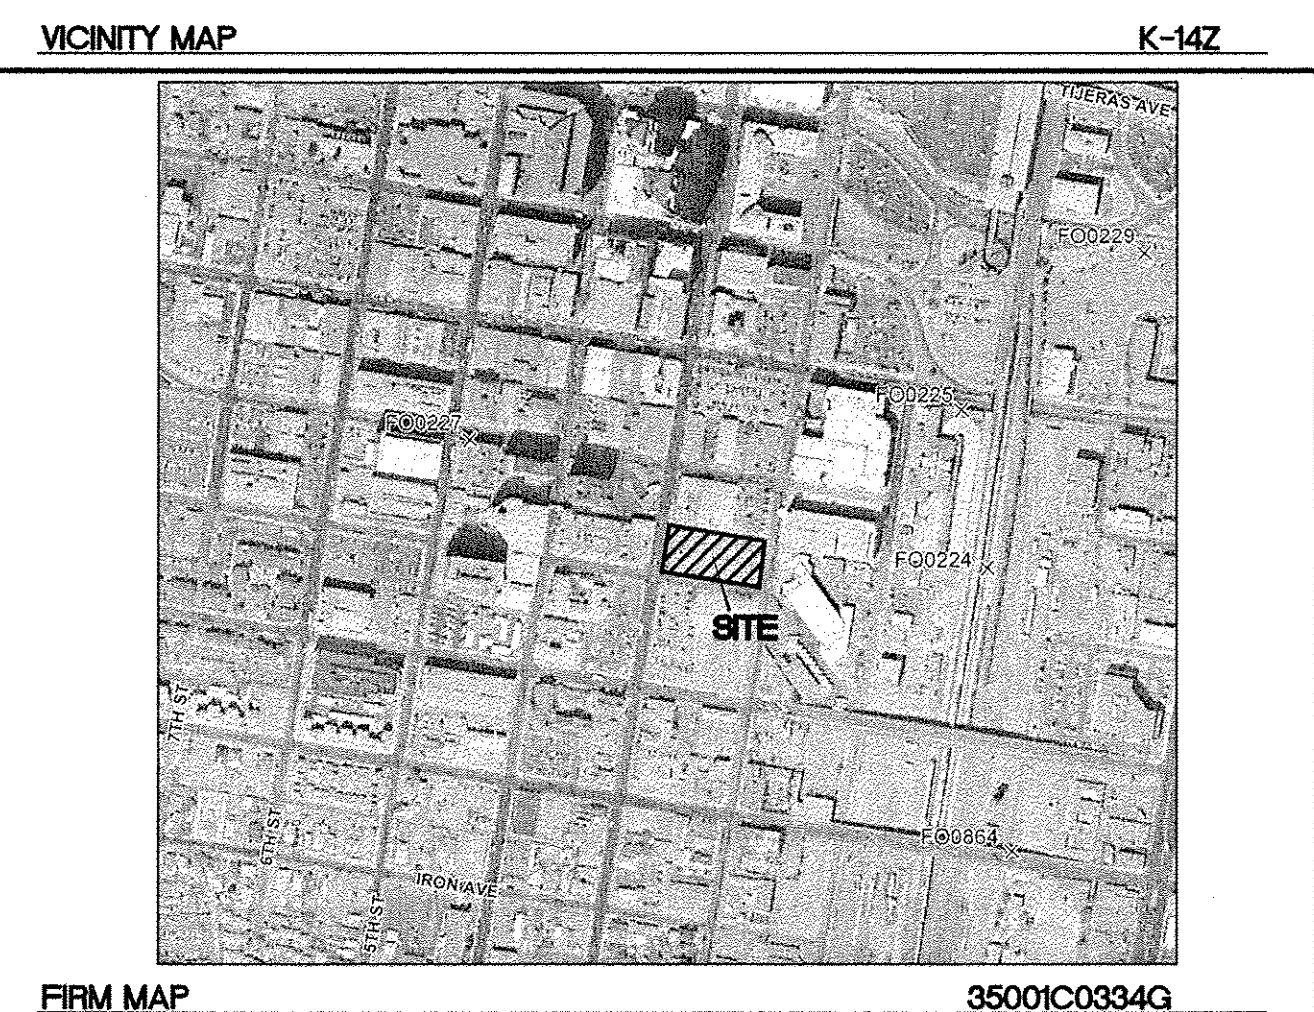 VICINITY MAP K-14Z
TIJERAS AVE
FO0229
FO0225
FO0227
FO0224
SITE
7TH ST
6TH ST
FO0864
IRON AVE
5TH ST
FIRM MAP 35001C0334G